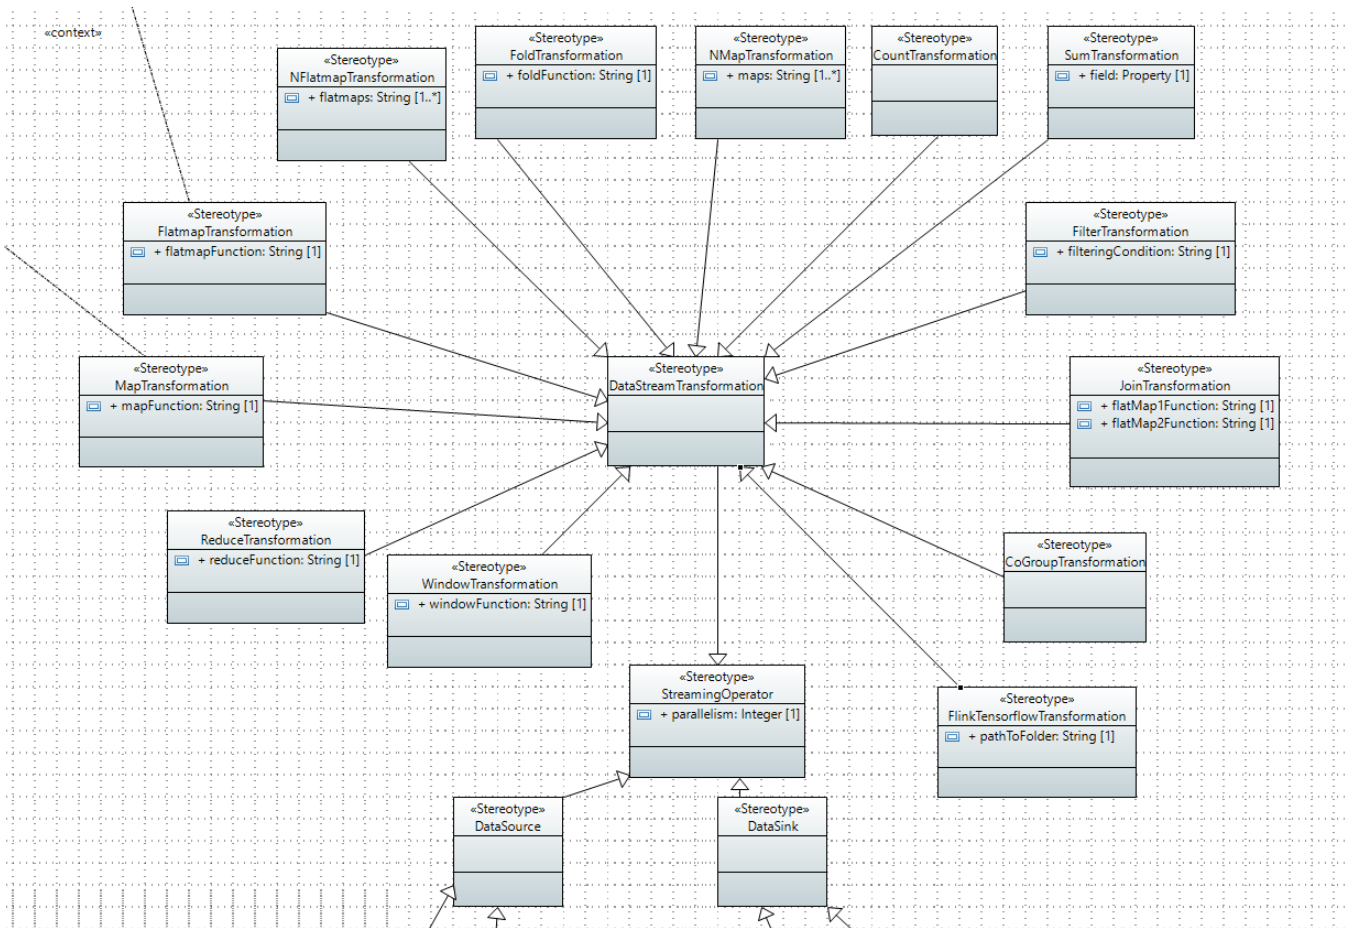 «context»
«Stereotype»
NFlatmapTransformation
+ flatmaps: String [1..*]
«Stereotype»
FoldTransformation
+ foldFunction: String [1]
«Stereotype»
NMapTransformation
+ maps: String [1..*]
«Stereotype»
CountTransformation
«Stereotype»
SumTransformation
+ field: Property [1]
«Stereotype»
FlatmapTransformation
+ flatmapFunction: String [1]
«Stereotype»
FilterTransformation
+ filteringCondition: String [1]
«Stereotype»
MapTransformation
+ mapFunction: String [1]
«Stereotype»
DataStreamTransformation
«Stereotype»
JoinTransformation
+ flatMap1Function: String [1]
+ flatMap2Function: String [1]
«Stereotype»
ReduceTransformation
+ reduceFunction: String [1]
«Stereotype»
WindowTransformation
+ windowFunction: String [1]
«Stereotype»
CoGroupTransformation
«Stereotype»
StreamingOperator
+ parallelism: Integer [1]
«Stereotype»
FlinkTensorflowTransformation
+ pathToFolder: String [1]
«Stereotype»
DataSource
«Stereotype»
DataSink